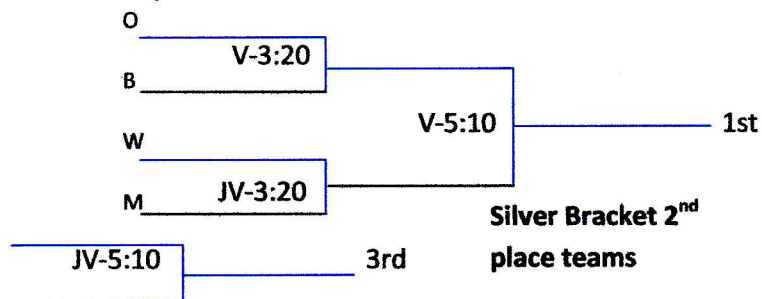 O
V-3:20
B
V-5:10
1st
W
JV-3:20
M
Silver Bracket 2nd
place teams
JV-5:10
3rd